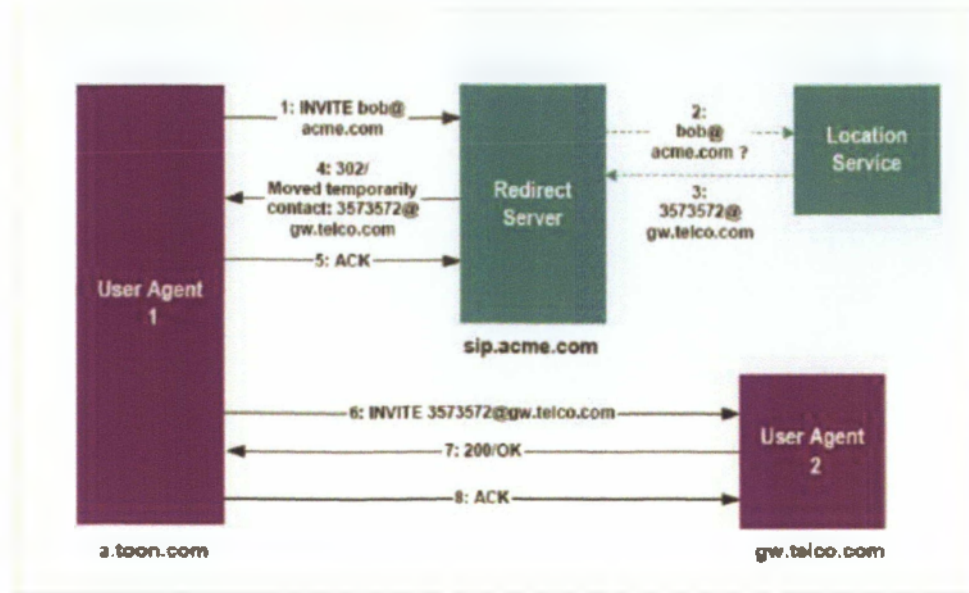 1: INVITE bob@
acme.com
2:
bob@
acme.com ?
Location
Service
4: 302/
Moved temporarily
contact: 3573572@
gw.telco.com
Redirect
Server
3:
3573572@
gw.telco.com
5: ACK
User Agent
1
sip.acme.com
6: INVITE 3573572@gw.telco.com
7: 200/OK
User Agent
2
8: ACK
a.toon.com
gw.telco.com